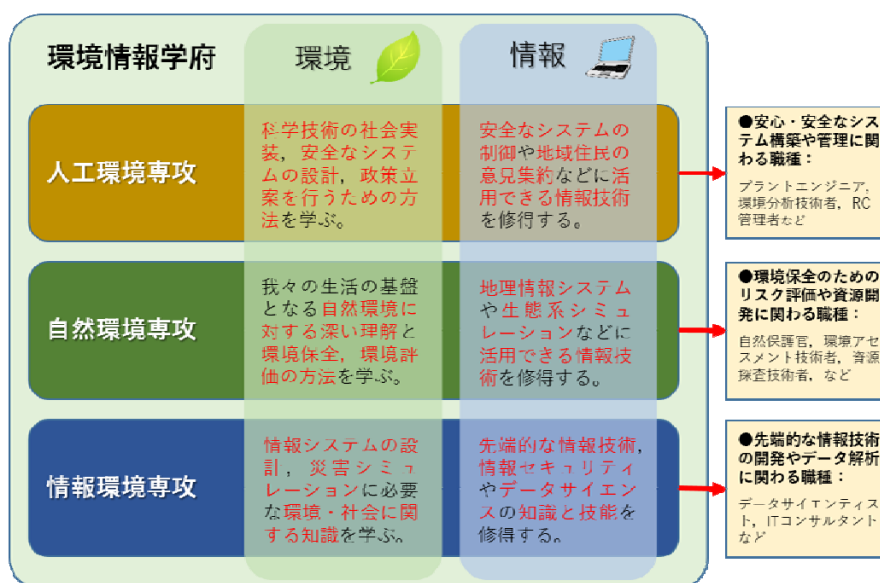 環境情報学府
環境
情報
人工環境専攻
科学技術の社会実
装，安全なシステ
ムの設計，政策立
案を行うための方
法を学ぶ。
安全なシステムの
制御や地域住民の
意見集約などに活
用できる情報技術
を修得する。
●安心・安全なシス
テム構築や管理に関
わる職種：
プラントエンジニア，
環境分析技術者，RC
管理者など
自然環境専攻
我々の生活の基盤
となる自然環境に
対する深い理解と
環境保全，環境評
価の方法を学ぶ。
地理情報システム
や生態系シミュ
レーションなどに
活用できる情報技
術を修得する。
●環境保全のための
リスク評価や資源開
発に関わる職種：
自然保護官，環境アセ
スメント技術者，資源
探査技術者，など
情報環境専攻
情報システムの設
計，災害シミュ
レーションに必要
な環境・社会に関
する知識を学ぶ。
先端的な情報技術，
情報セキュリティ
やデータサイエン
スの知識と技能を
修得する。
●先端的な情報技術
の開発やデータ解析
に関わる職種：
データサイエンティス
ト，ITコンサルタント
など